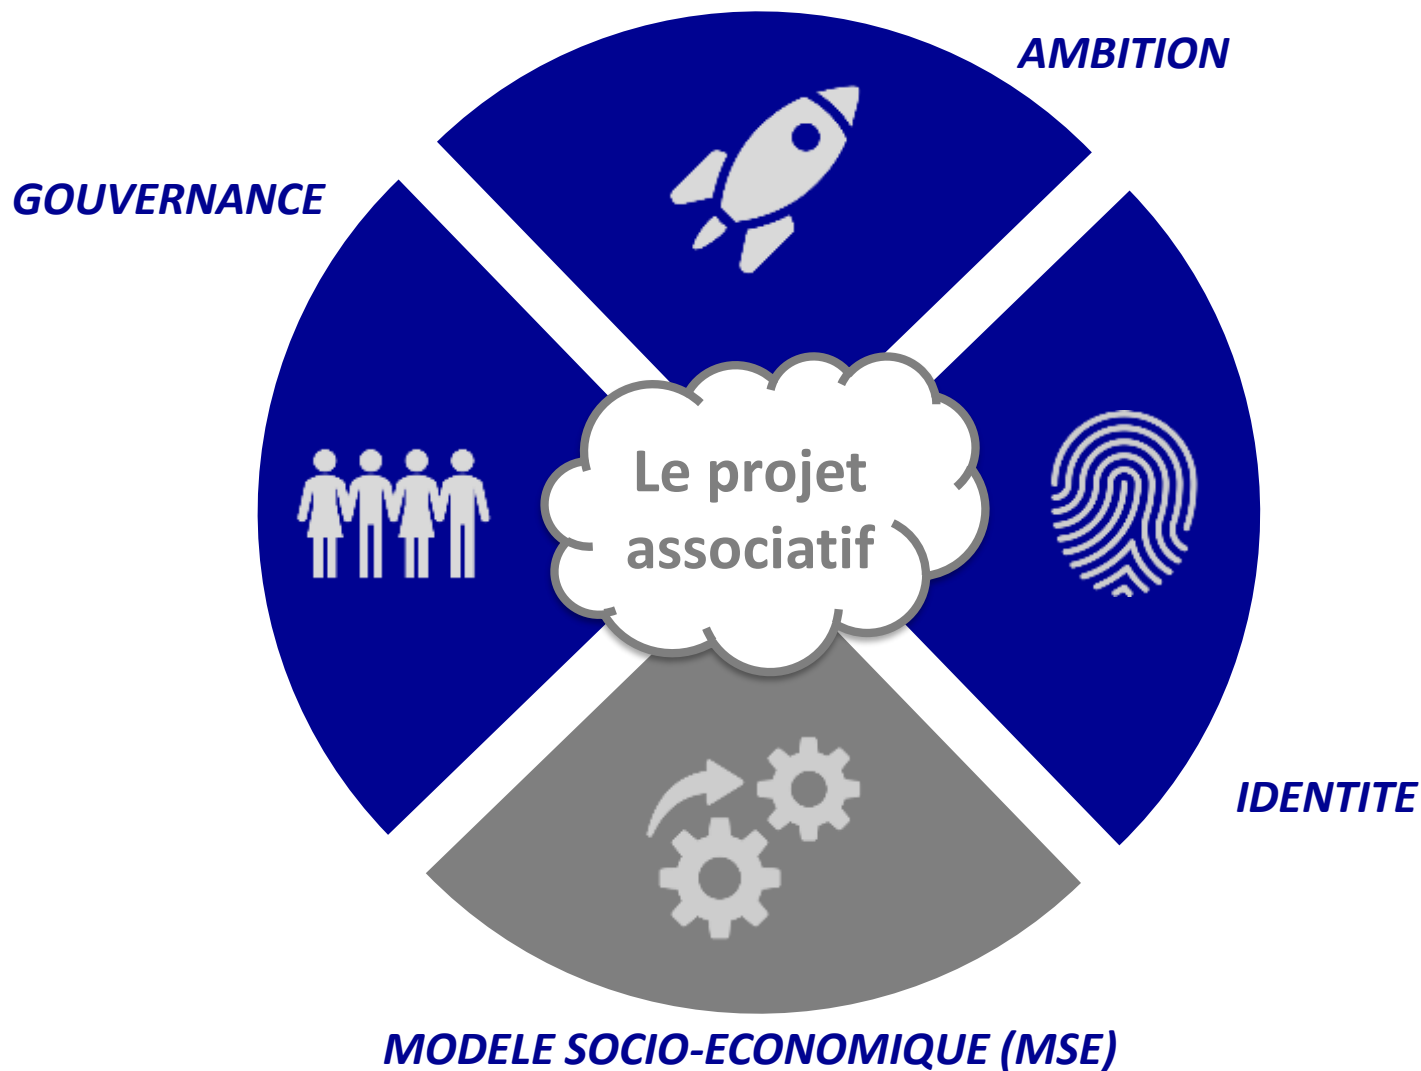 AMBITION
GOUVERNANCE
Le projet
associatif
IDENTITE
MODELE SOCIO-ECONOMIQUE (MSE)